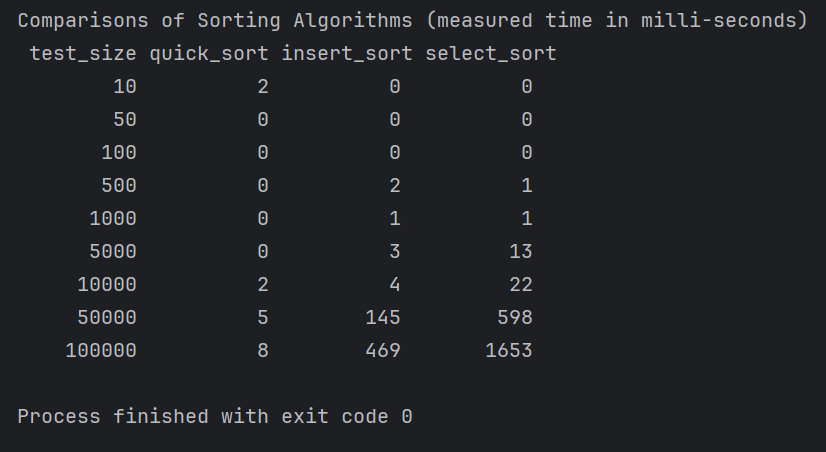 Comparisons of Sorting Algorithms (measured time in milli-seconds)
test_size quick_sort insert_sort select_sort
10 2 0 0
50 0 0 0
100 0 0 0
500 0 2 1
1000 0 1 1
5000 0 3 13
10000 2 4 22
50000 5 145 598
100000 8 469 1653
Process finished with exit code 0